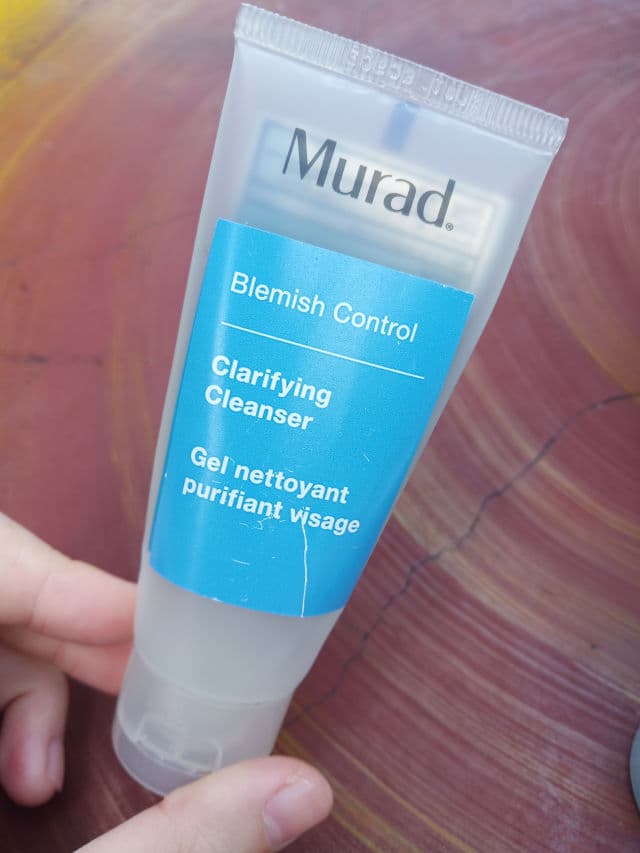 Murad.
Blemish Control
Clarifying
Cleanser
Gel nettoyant
purifiant visage